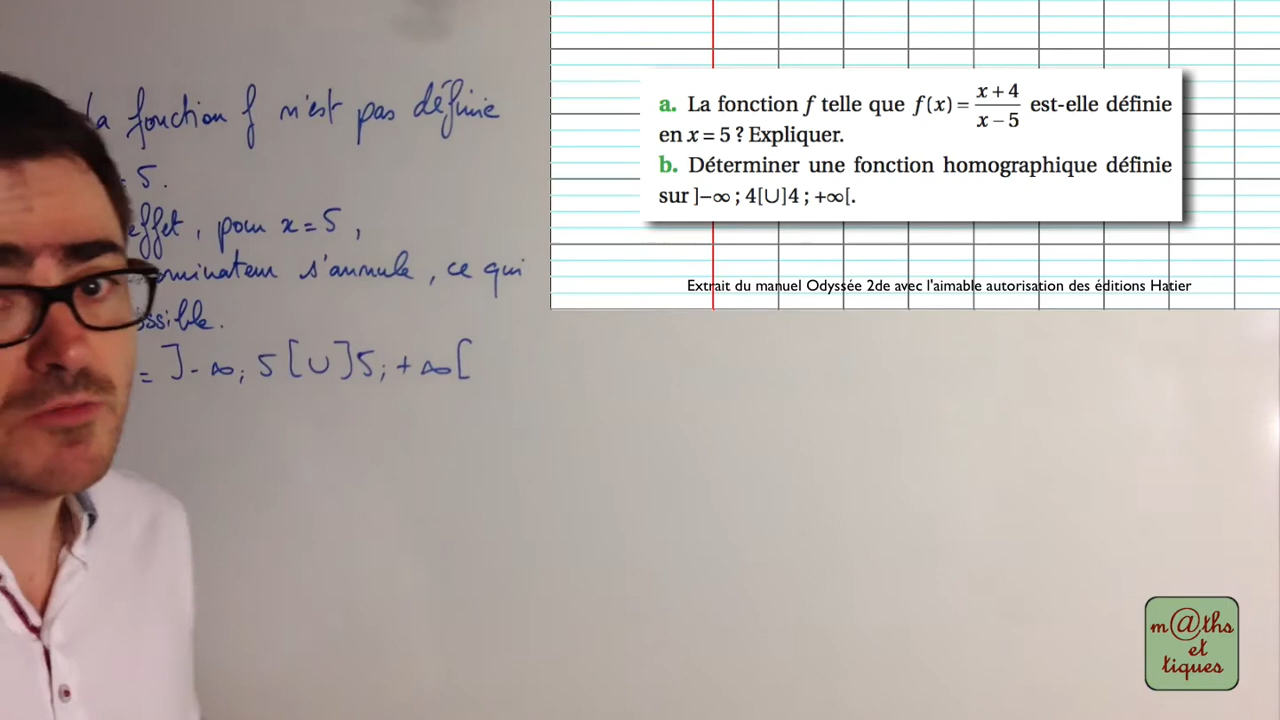 La fonction f n'est pas définie
5.
effet, pour x = 5,
ominateur s'annule, ce qui
ssible.
= ]-∞; 5[∪]5; +∞[
a. La fonction f telle que f(x) = (x + 4)/(x - 5) est-elle définie
en x = 5 ? Expliquer.
b. Déterminer une fonction homographique définie
sur ]-∞ ; 4[∪]4 ; +∞[.
Extrait du manuel Odyssée 2de avec l'aimable autorisation des éditions Hatier
m@ths
et
tiques